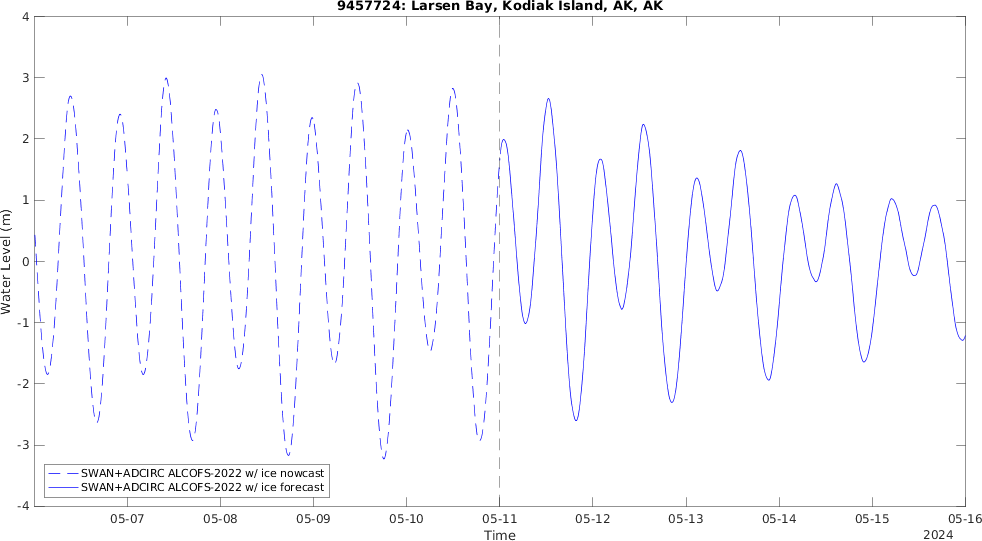 9457724: Larsen Bay, Kodiak Island, AK, AK
4
3
2
1
0
-1
-2
-3
-4
Water Level (m)
SWAN+ADCIRC ALCOFS-2022 w/ ice nowcast
SWAN+ADCIRC ALCOFS-2022 w/ ice forecast
05-07 05-08 05-09 05-10 05-11 05-12 05-13 05-14 05-15 05-16
Time
2024